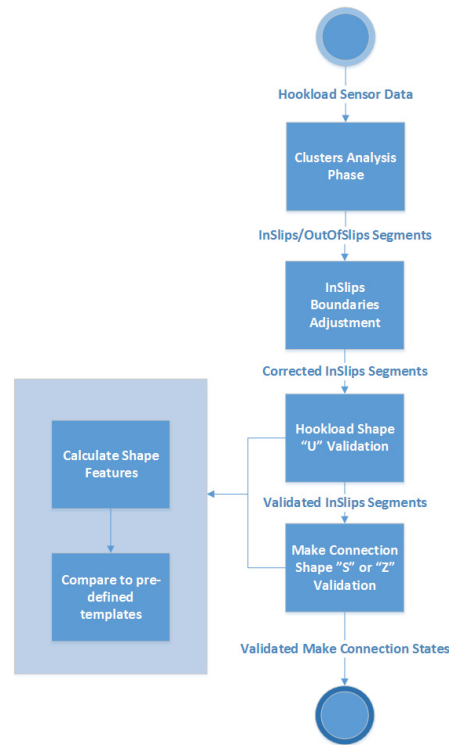 Hookload Sensor Data
Clusters Analysis
Phase
InSlips/OutOfSlips Segments
InSlips
Boundaries
Adjustment
Corrected InSlips Segments
Hookload Shape
“U” Validation
Validated InSlips Segments
Make Connection
Shape ”S” or “Z”
Validation
Validated Make Connection States
Calculate Shape
Features
Compare to pre-
defined
templates